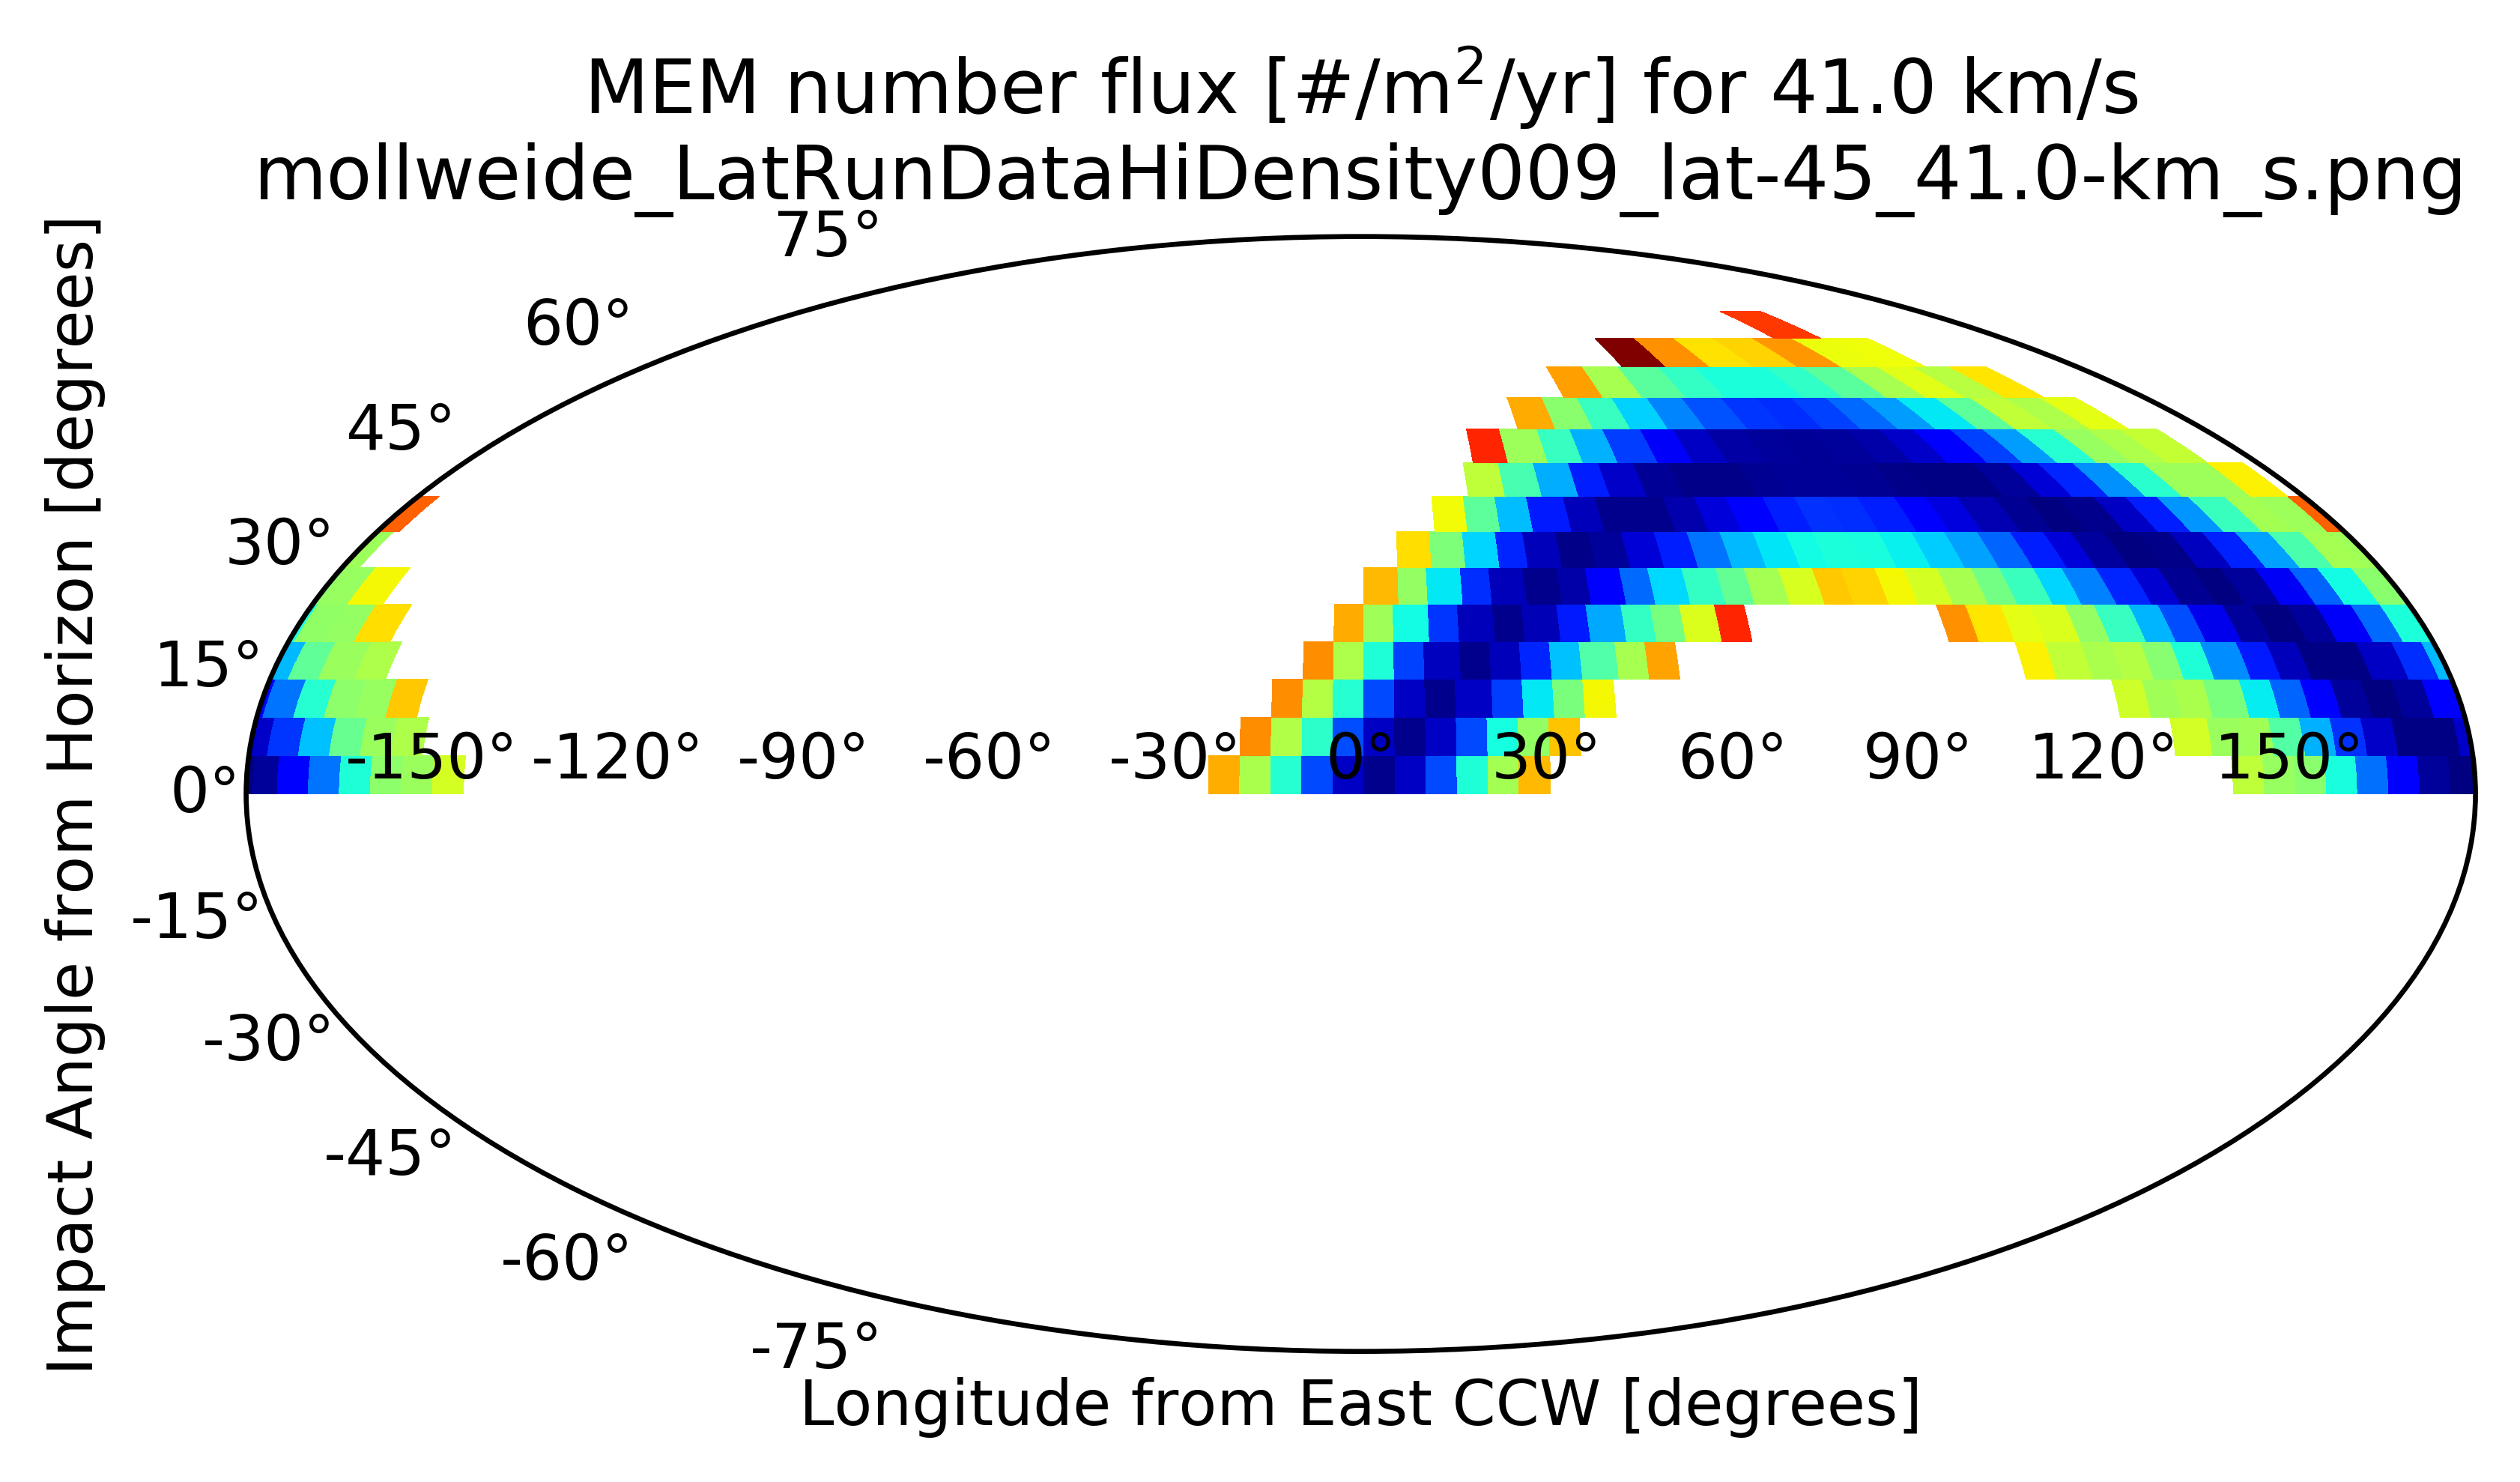 MEM number flux [#/m²/yr] for 41.0 km/s
mollweide_LatRunDataHiDensity009_lat-45_41.0-km_s.png
Impact Angle from Horizon [degrees]
75°
60°
45°
30°
15°
0°
-15°
-30°
-45°
-60°
-75°
-150° -120° -90° -60° -30° 0° 30° 60° 90° 120° 150°
Longitude from East CCW [degrees]